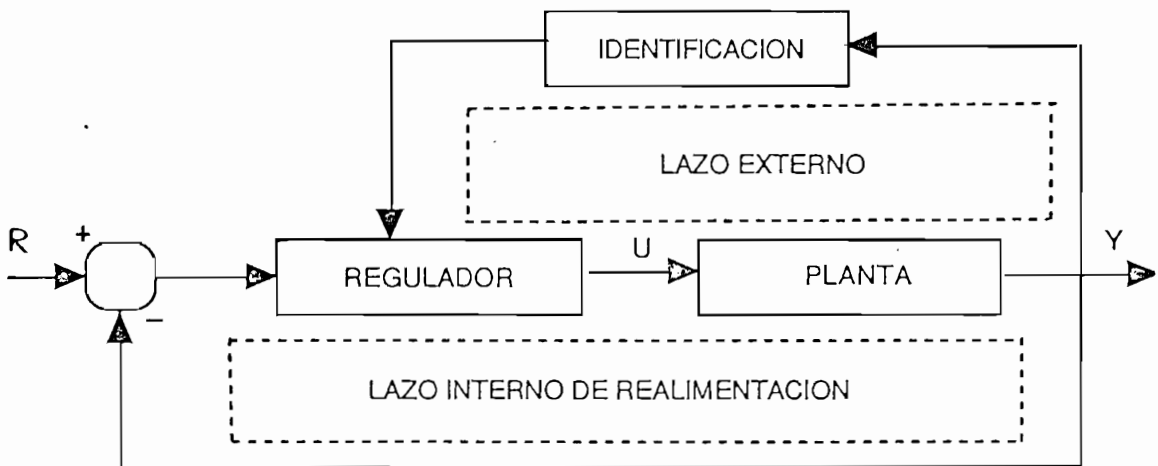 IDENTIFICACION
LAZO EXTERNO
R
+
REGULADOR
U
PLANTA
Y
−
LAZO INTERNO DE REALIMENTACION